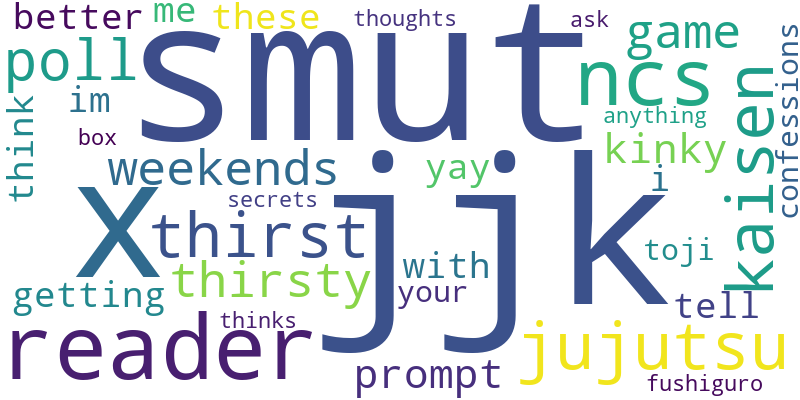 better
me
these
thoughts
ask
smut
game
poll
ncs
confessions
im
think
box
anything
kaisen
kinky
weekends
yay
i
x
jjk
secrets
thirst
toji
with
thirsty
your
getting
tell
reader
thinks
jujutsu
prompt
fushiguro